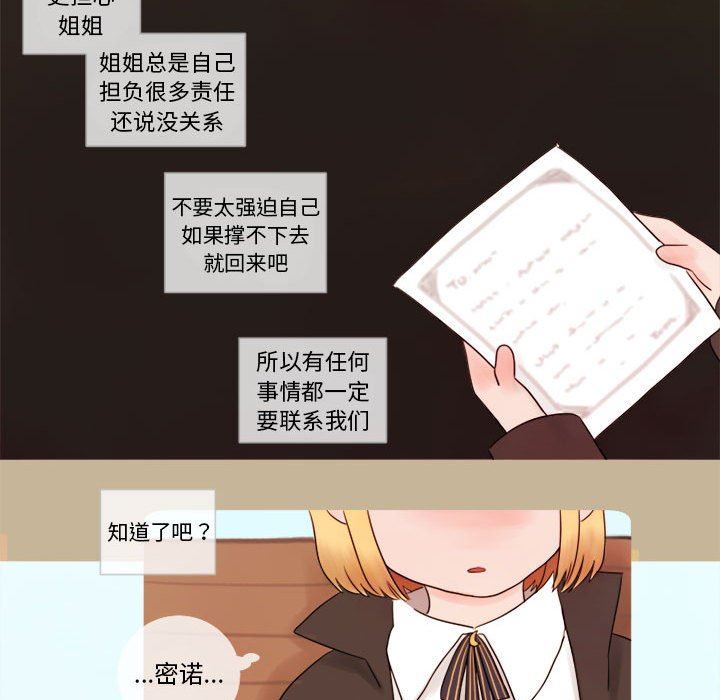 更担心
姐姐
姐姐总是自己
担负很多责任
还说没关系
不要太强迫自己
如果撑不下去
就回来吧
所以有任何
事情都一定
要联系我们
知道了吧？
...密诺...